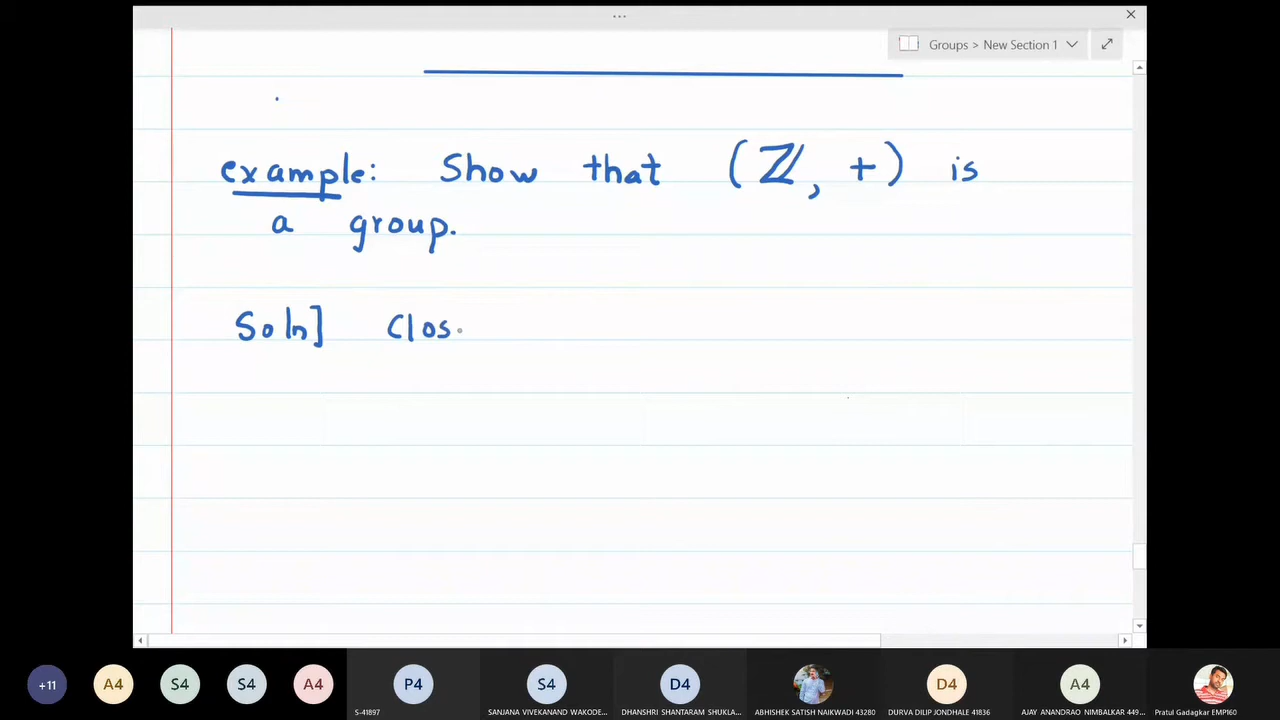 Groups > New Section 1
example: Show that (ℤ, +) is
a group.
Soln] Clos
+11
A4
S4
S4
A4
P4
S4
D4
D4
A4
S-41897
SANJANA VIVEKANAND WAKODE...
DHANSHRI SHANTARAM SHUKLA...
ABHISHEK SATISH NAIKWADI 43280
DURVA DILIP JONDHALE 41836
AJAY ANANDRAO NIMBALKAR 449...
Pratul Gadagkar EMP160